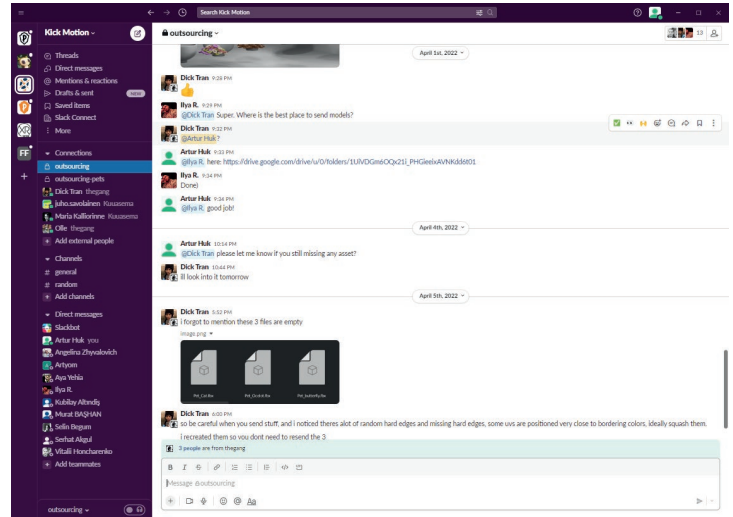 Search Kick Motion
Kick Motion
outsourcing
13
Threads
Direct messages
Mentions & reactions
Drafts & sent
NEW
Saved items
Slack Connect
More
Connections
outsourcing
outsourcing-pets
Dick Tran thegang
juho.savolainen Kuuasema
Maria Kalliorinne Kuuasema
Olle thegang
Add external people
Channels
# general
# random
Add channels
Direct messages
Slackbot
Artur Huk you
Angelina Zhyvalovich
Artyom
Aya Yehia
Ilya R.
Kubilay Altındiş
Murat BAŞHAN
Selin Begum
Serhat Akgul
Vitalii Honcharenko
Add teammates
outsourcing
FF
April 1st, 2022
Dick Tran 9:28 PM
Ilya R. 9:29 PM
@Dick Tran Super. Where is the best place to send models?
Dick Tran 9:32 PM
@Artur Huk ?
Artur Huk 9:33 PM
@Ilya R. here: 
Ilya R. 9:34 PM
Done)
Artur Huk 9:34 PM
@Ilya R. good job!
April 4th, 2022
Artur Huk 10:14 PM
@Dick Tran please let me know if you still missing any asset?
Dick Tran 10:44 PM
ill look into it tomorrow
April 5th, 2022
Dick Tran 5:52 PM
i forgot to mention these 3 files are empty
image.png
Dick Tran 6:00 PM
so be careful when you send stuff, and i noticed theres alot of random hard edges and missing hard edges, some uvs are positioned very close to bordering colors, ideally squash them.
i recreated them so you dont need to resend the 3
3 people are from thegang
B I S
Message outsourcing
Aa